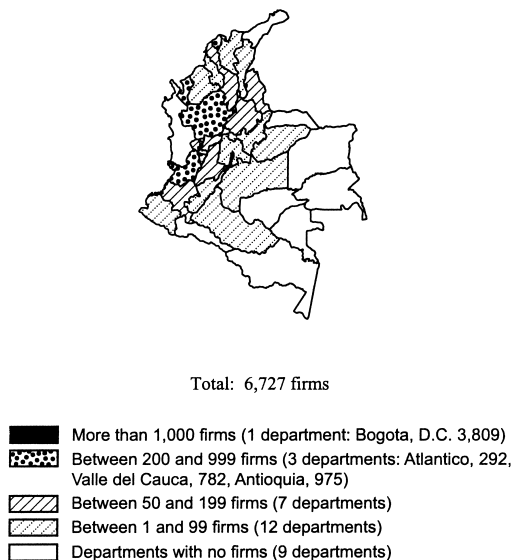 Total: 6,727 firms
More than 1,000 firms (1 department: Bogota, D.C. 3,809)
Between 200 and 999 firms (3 departments: Atlantico, 292,
Valle del Cauca, 782, Antioquia, 975)
Between 50 and 199 firms (7 departments)
Between 1 and 99 firms (12 departments)
Departments with no firms (9 departments)